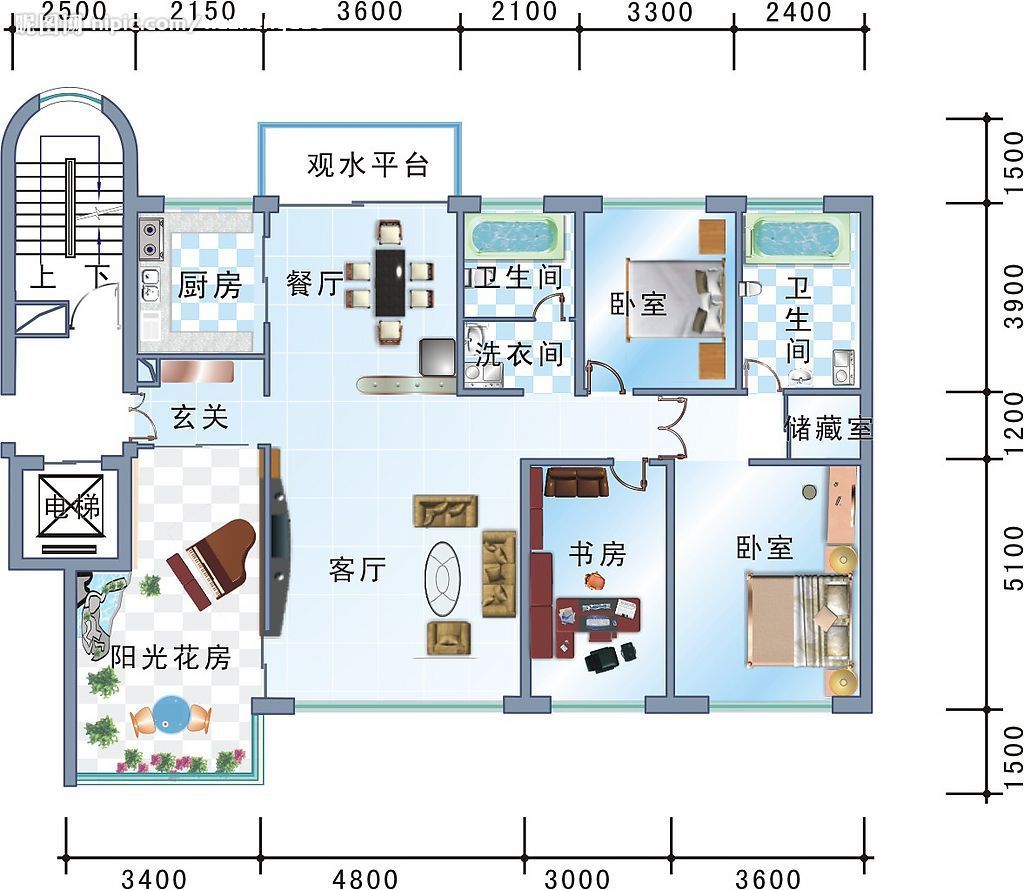 2500
2150
3600
2100
3300
2400
昵图网 nipic.com/
观水平台
1500
上 下
厨房
餐厅
卫生间
卧室
卫生间
3900
洗衣间
玄关
储藏室
1200
电梯
客厅
书房
卧室
5100
阳光花房
1500
3400
4800
3000
3600